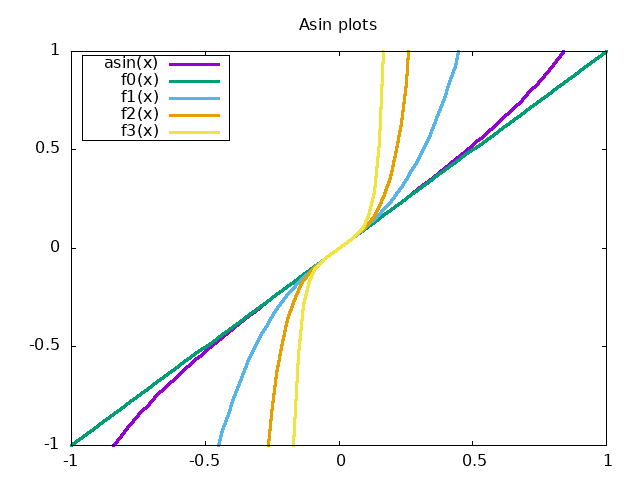 Asin plots
asin(x)
f0(x)
f1(x)
f2(x)
f3(x)
1
0.5
0
-0.5
-1
-1 -0.5 0 0.5 1